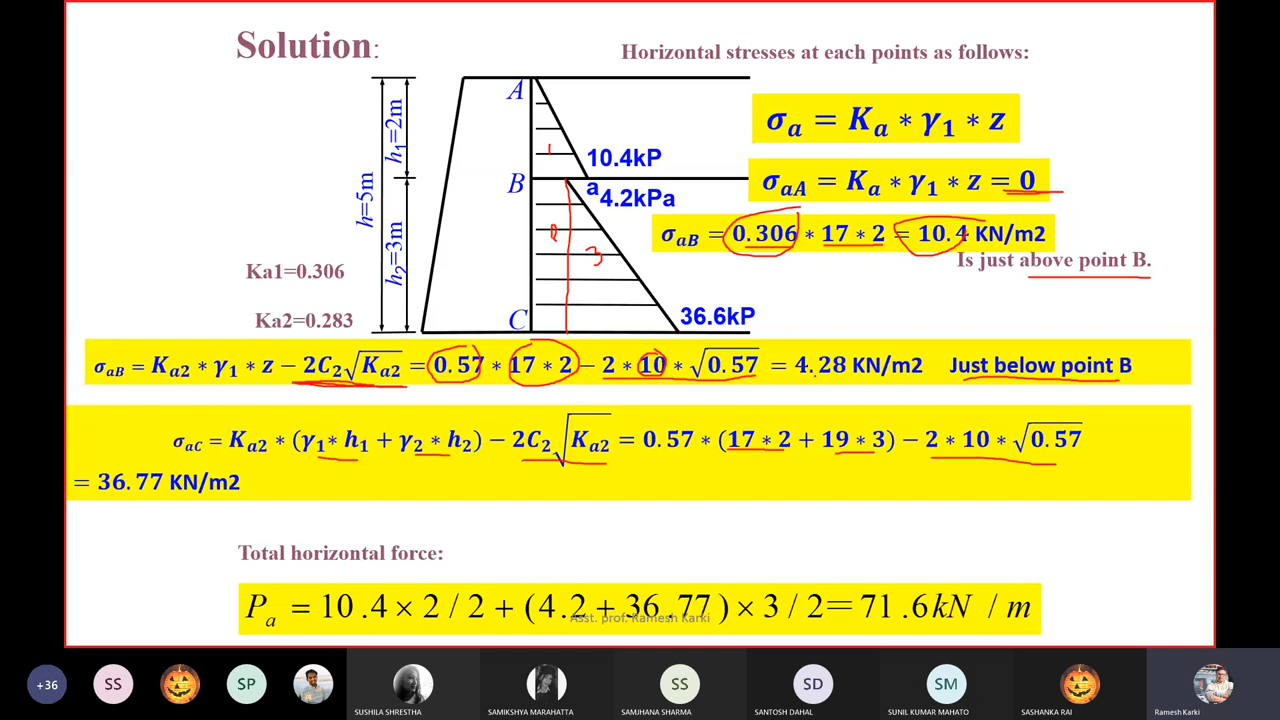 Solution:
Horizontal stresses at each points as follows:
h=5m
h₁=2m
h₂=3m
A
B
C
10.4kP
a
4.2kPa
36.6kP
1
3
σₐ = Kₐ ∗ γ₁ ∗ z
σₐA = Kₐ ∗ γ₁ ∗ z = 0
σₐB = 0.306 ∗ 17 ∗ 2 = 10.4 KN/m2
Is just above point B.
Ka1=0.306
Ka2=0.283
σₐB = Kₐ₂ ∗ γ₁ ∗ z − 2C₂√Kₐ₂ = 0.57 ∗ 17 ∗ 2 − 2 ∗ 10 ∗ √0.57 = 4.28 KN/m2 Just below point B
σₐC = Kₐ₂ ∗ (γ₁∗ h₁ + γ₂ ∗ h₂) − 2C₂√Kₐ₂ = 0.57 ∗ (17 ∗ 2 + 19 ∗ 3) − 2 ∗ 10 ∗ √0.57
= 36.77 KN/m2
Total horizontal force:
Pₐ = 10.4 × 2 / 2 + (4.2 + 36.77) × 3 / 2 = 71.6 kN / m
Asst. prof. Ramesh Karki
+36
SS
SP
SS
SD
SM
SUSHILA SHRESTHA
SAMIKSHYA MARAHATTA
SAMJHANA SHARMA
SANTOSH DAHAL
SUNIL KUMAR MAHATO
SASHANKA RAI
Ramesh Karki